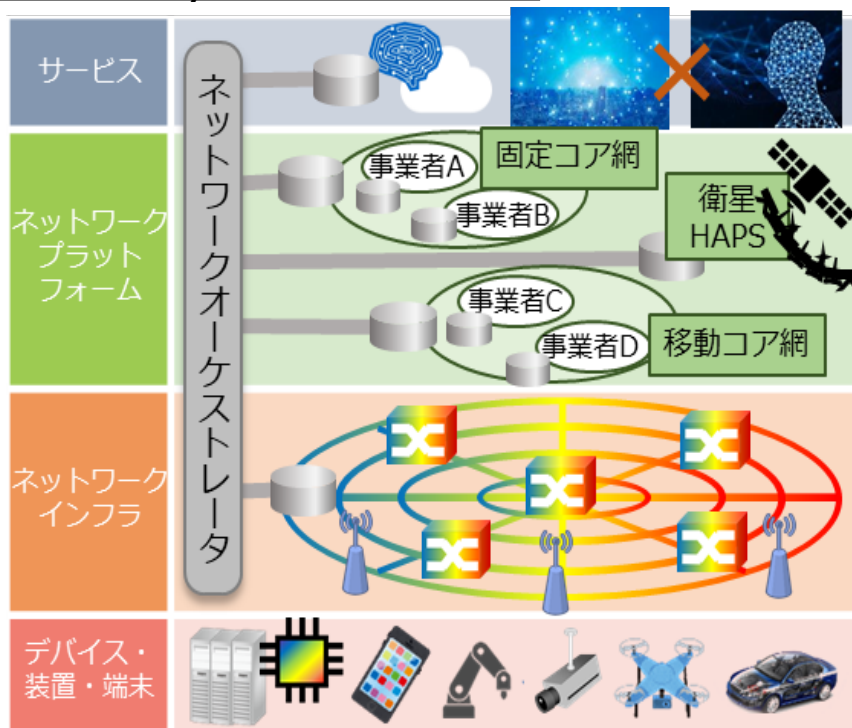 サービス
ネットワークオーケストレータ
ネットワーク
プラット
フォーム
事業者A
固定コア網
事業者B
衛星
HAPS
事業者C
事業者D
移動コア網
ネットワーク
インフラ
デバイス・
装置・端末